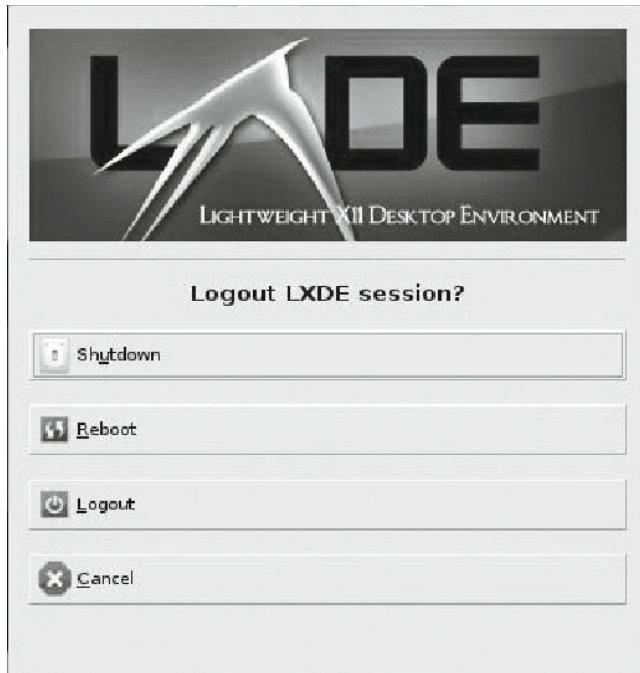 LXDE
LIGHTWEIGHT X11 DESKTOP ENVIRONMENT
Logout LXDE session?
Shutdown
Reboot
Logout
Cancel